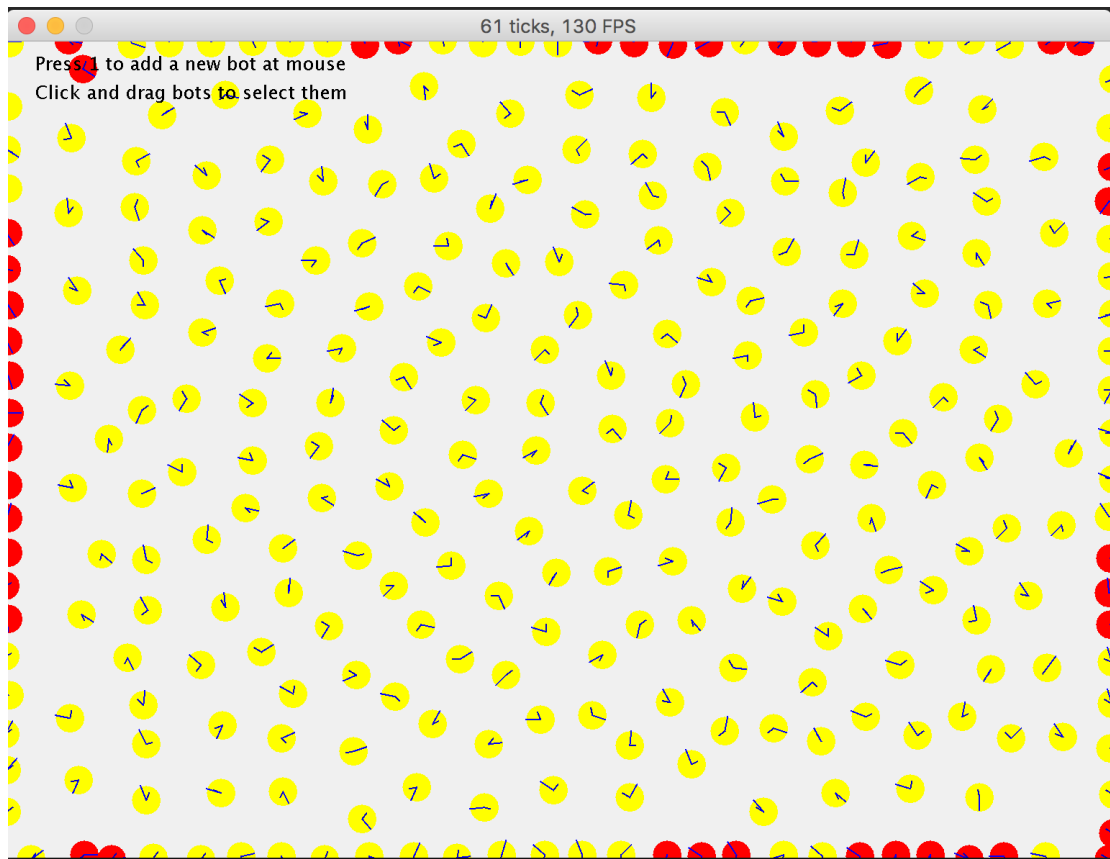 61 ticks, 130 FPS
Press 1 to add a new bot at mouse
Click and drag bots to select them